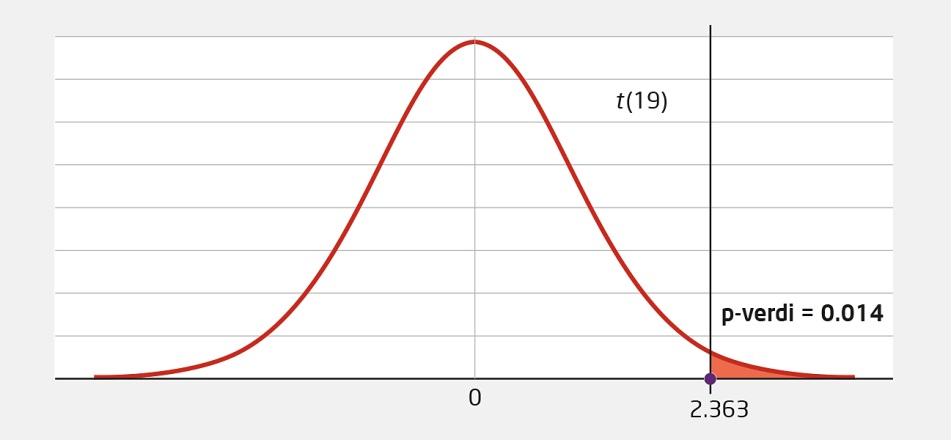 t(19)
p-verdi = 0.014
0
2.363